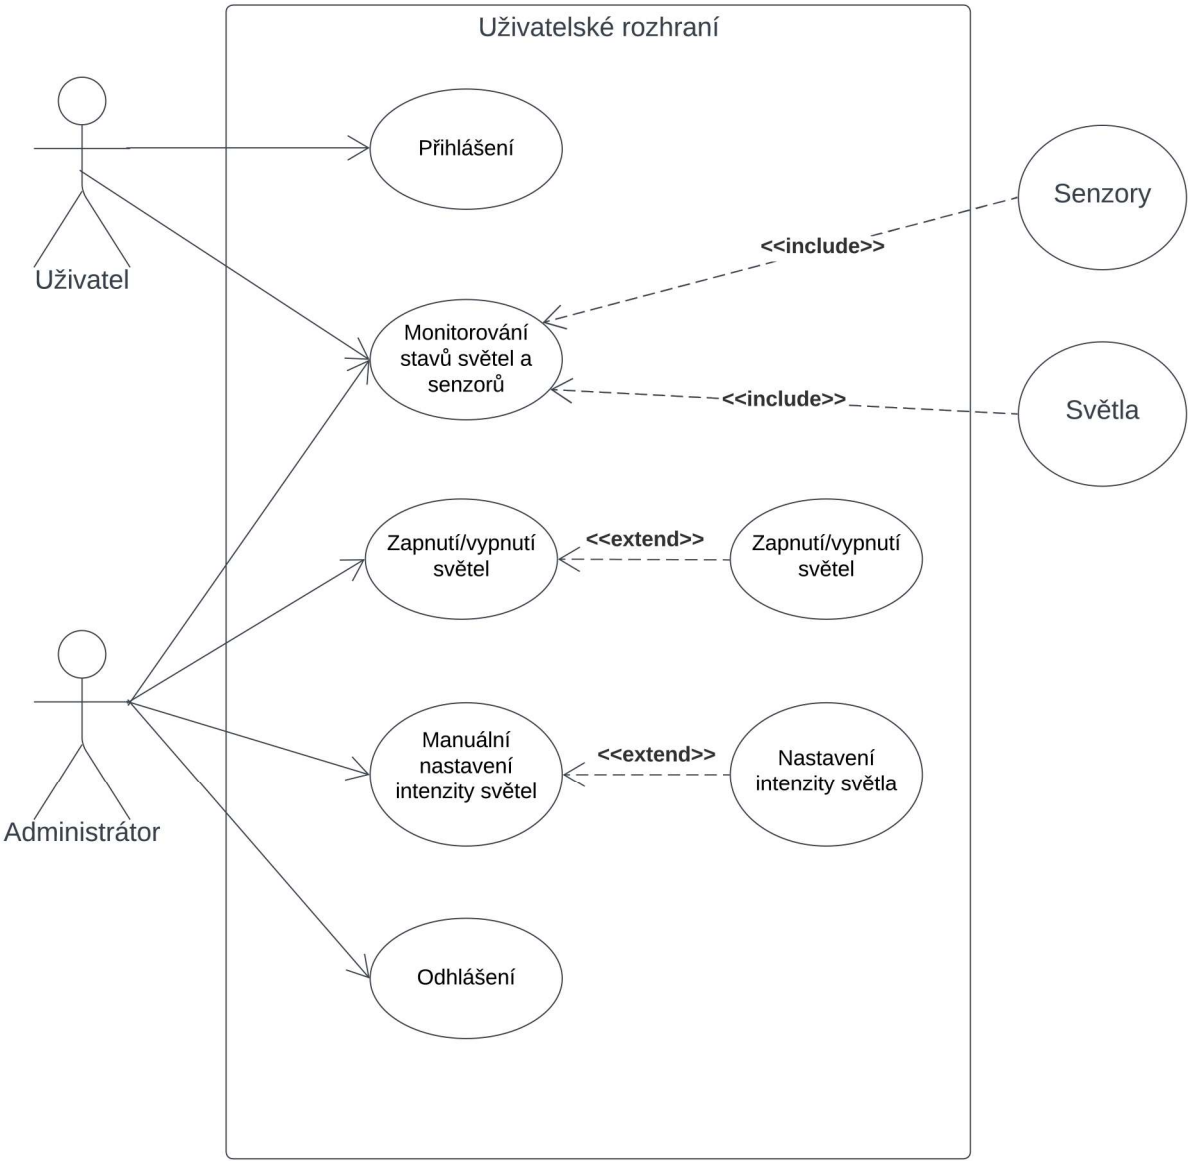 Uživatelské rozhraní
Přihlášení
Senzory
<<include>>
Uživatel
Monitorování
stavů světel a
senzorů
<<include>>
Světla
Zapnutí/vypnutí
světel
<<extend>>
Zapnutí/vypnutí
světel
Manuální
nastavení
intenzity světel
<<extend>>
Nastavení
intenzity světla
Administrátor
Odhlášení